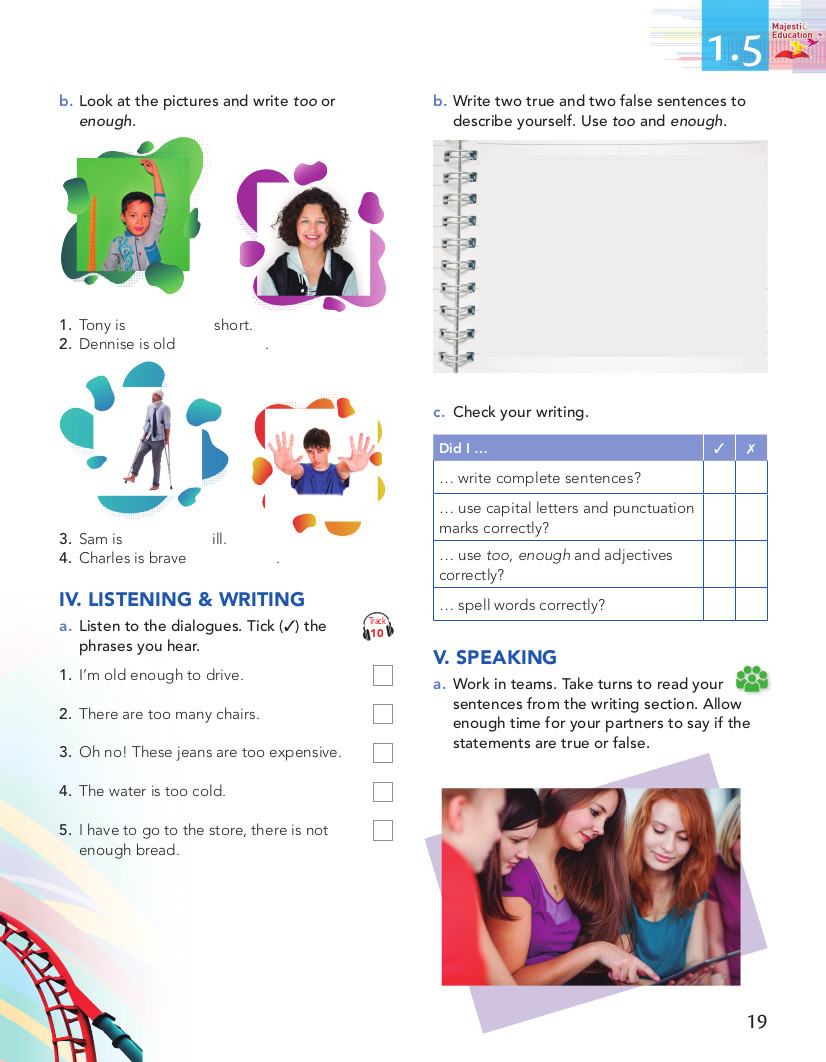 1.5
Majesti
Education
b. Look at the pictures and write too or
enough.
1. Tony is short.
2. Dennise is old .
3. Sam is ill.
4. Charles is brave .
IV. LISTENING & WRITING
a. Listen to the dialogues. Tick (✓) the
phrases you hear.
Track
10
1. I’m old enough to drive.
2. There are too many chairs.
3. Oh no! These jeans are too expensive.
4. The water is too cold.
5. I have to go to the store, there is not
enough bread.
b. Write two true and two false sentences to
describe yourself. Use too and enough.
c. Check your writing.
Did I … ✓ ✗
… write complete sentences?
… use capital letters and punctuation
marks correctly?
… use too, enough and adjectives
correctly?
… spell words correctly?
V. SPEAKING
a. Work in teams. Take turns to read your
sentences from the writing section. Allow
enough time for your partners to say if the
statements are true or false.
19